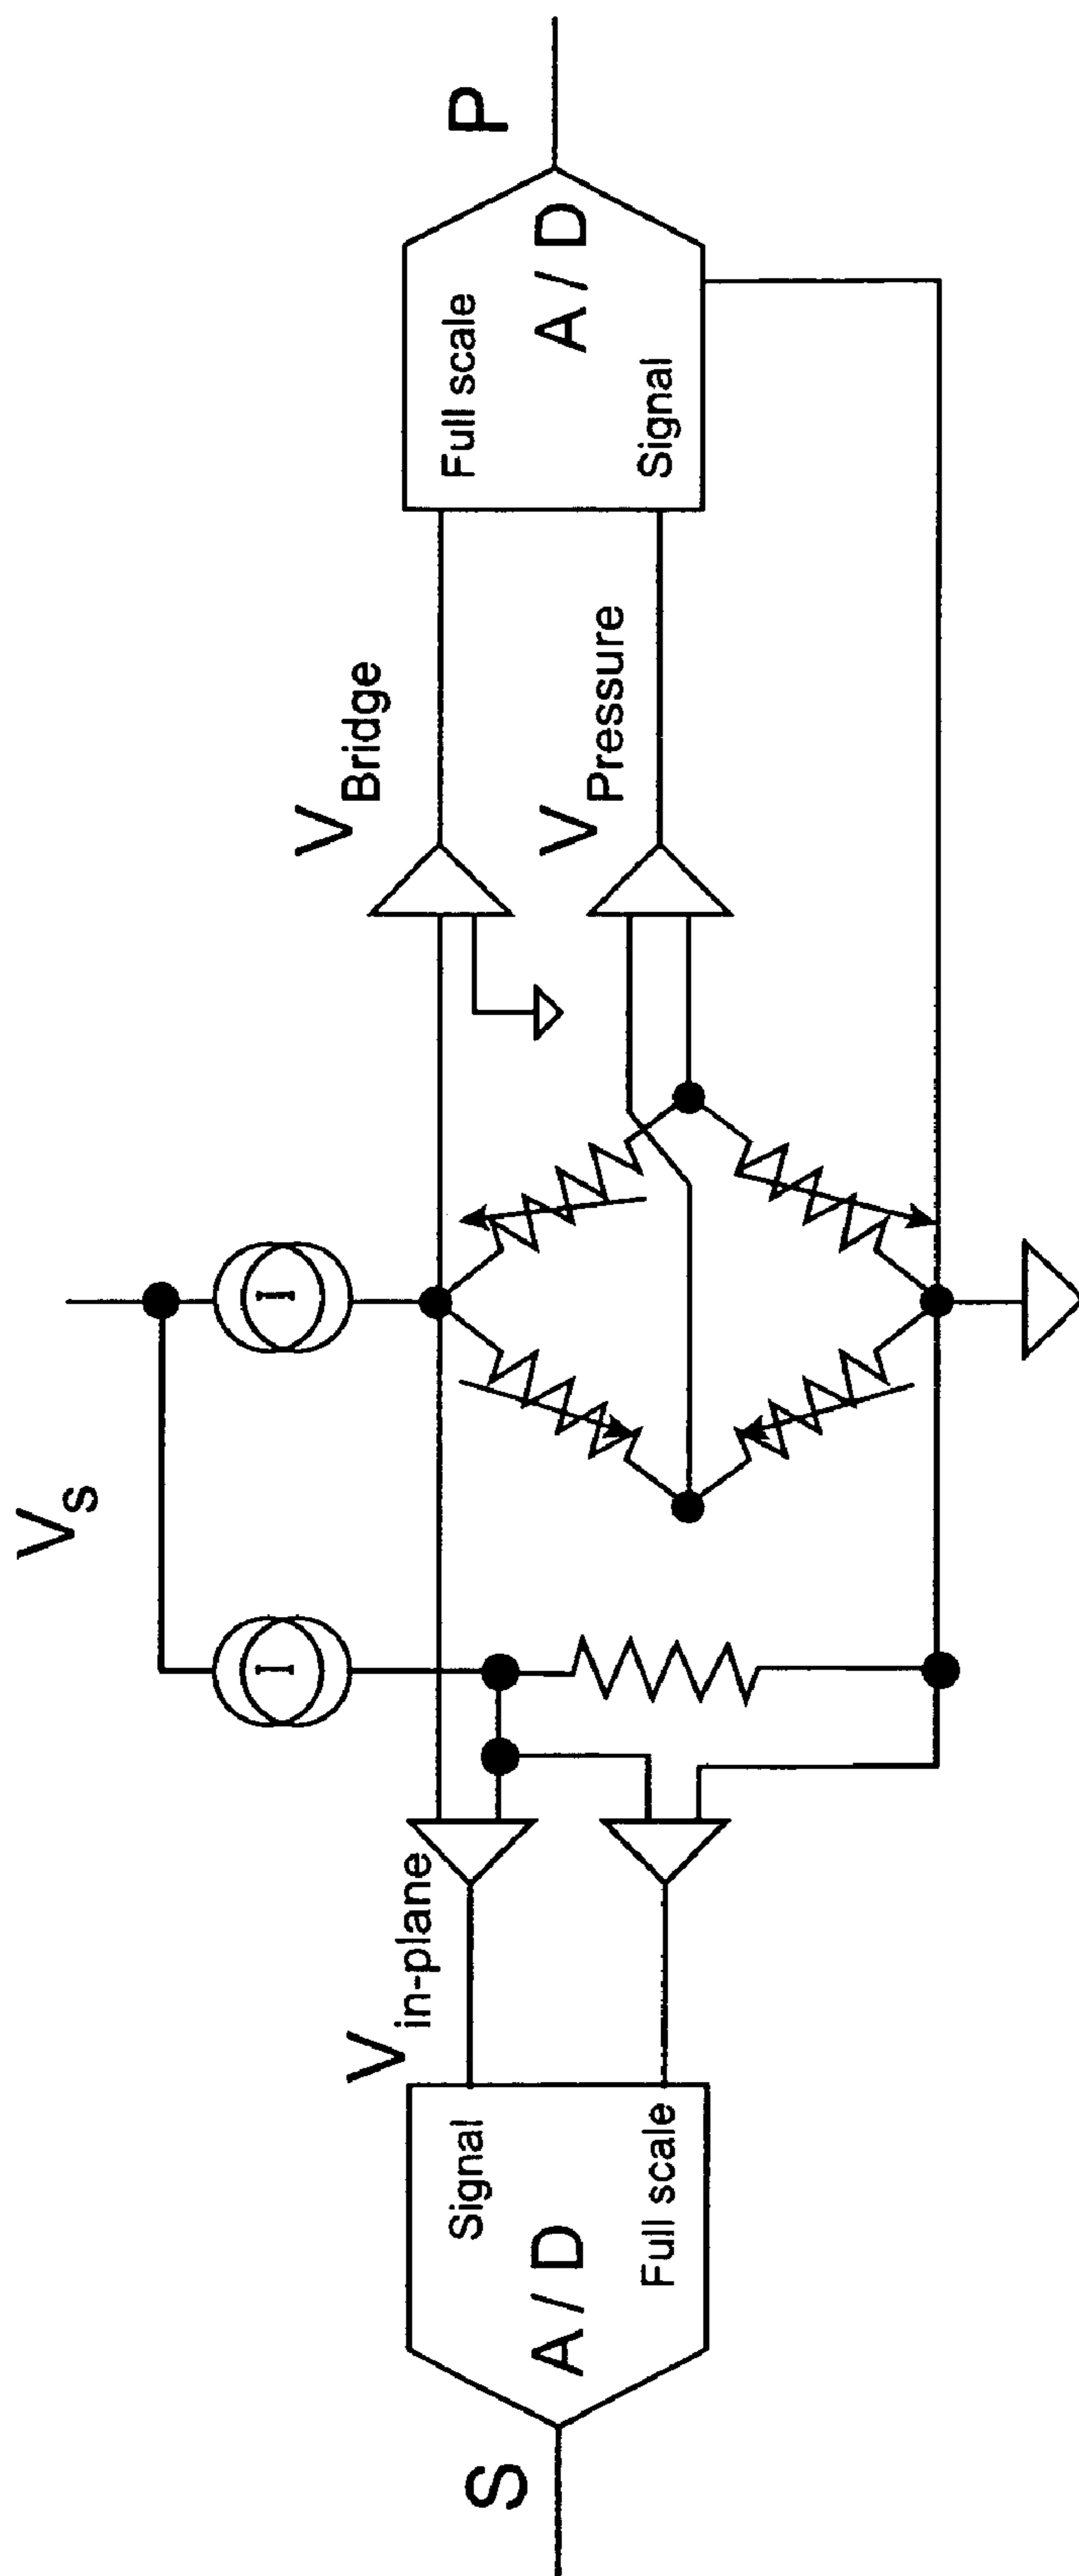 V_S
I
I
V_in-plane
V_Bridge
V_Pressure
S
Signal
A / D
Full scale
Full scale
A / D
Signal
P